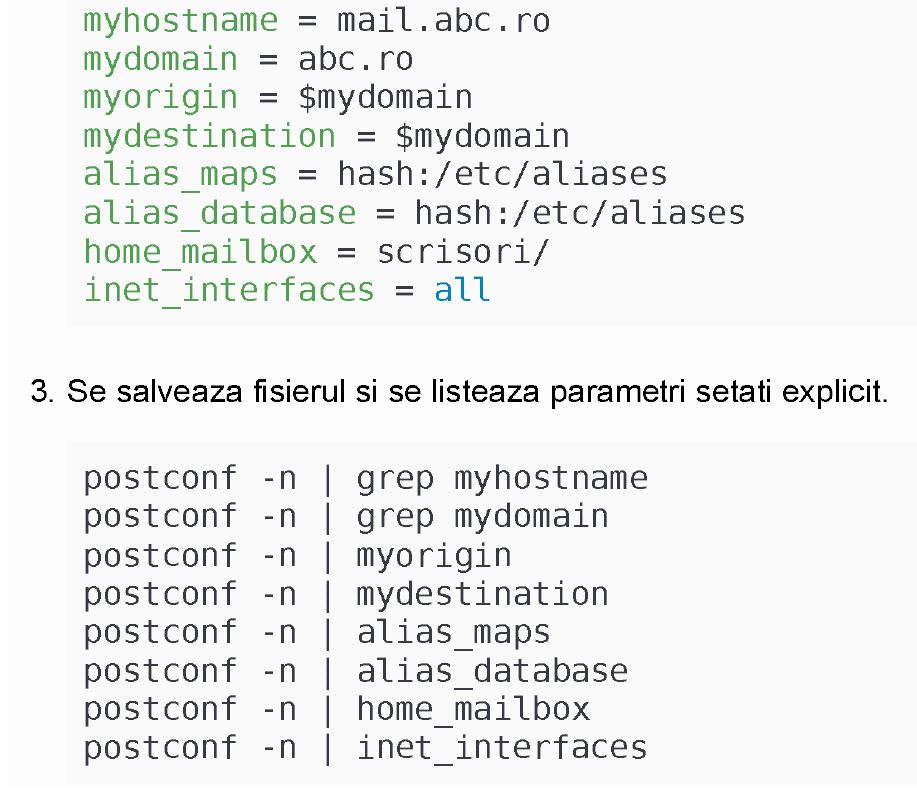 myhostname = mail.abc.ro
mydomain = abc.ro
myorigin = $mydomain
mydestination = $mydomain
alias_maps = hash:/etc/aliases
alias_database = hash:/etc/aliases
home_mailbox = scrisori/
inet_interfaces = all
3. Se salveaza fisierul si se listeaza parametri setati explicit.
postconf -n | grep myhostname
postconf -n | grep mydomain
postconf -n | myorigin
postconf -n | mydestination
postconf -n | alias_maps
postconf -n | alias_database
postconf -n | home_mailbox
postconf -n | inet_interfaces